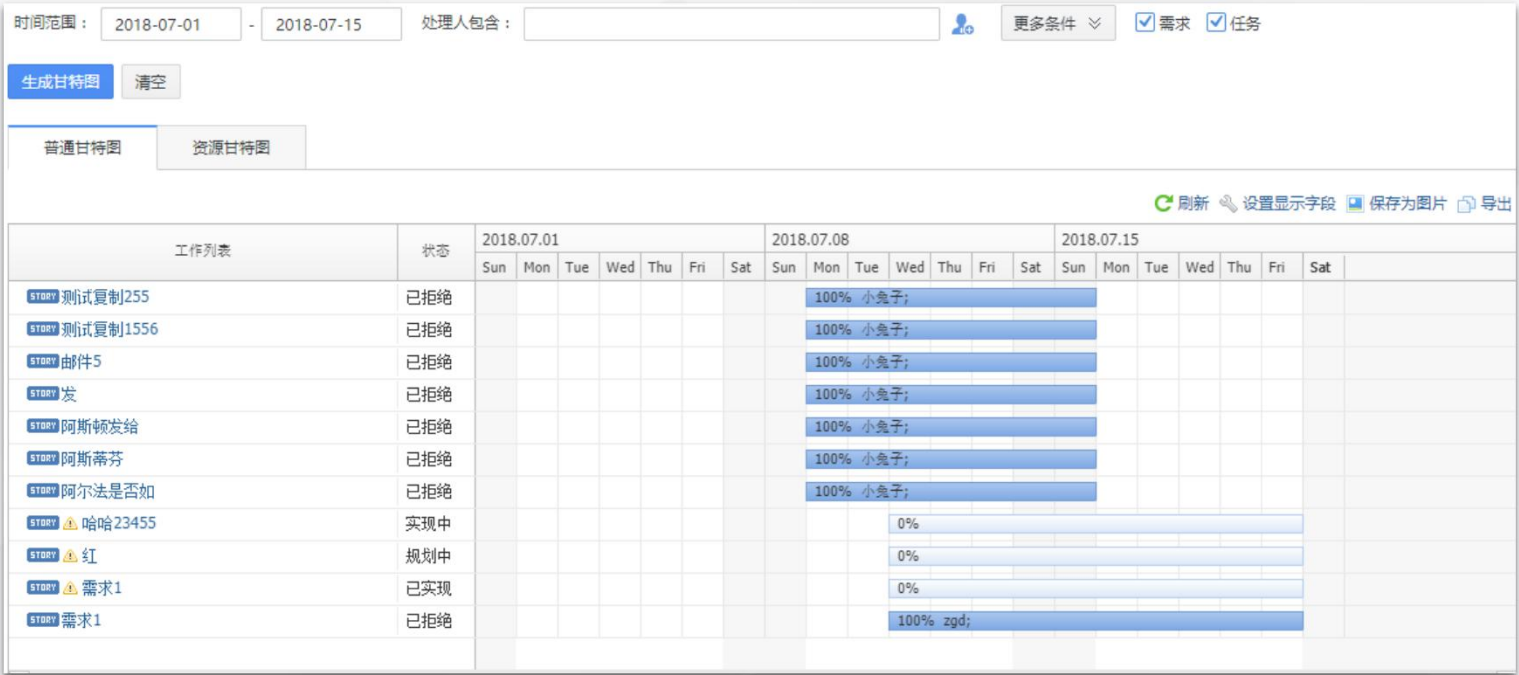 时间范围： 2018-07-01 - 2018-07-15 处理人包含： 更多条件 需求 任务
生成甘特图 清空
普通甘特图 资源甘特图
刷新 设置显示字段 保存为图片 导出
工作列表 状态 2018.07.01 2018.07.08 2018.07.15
Sun Mon Tue Wed Thu Fri Sat Sun Mon Tue Wed Thu Fri Sat Sun Mon Tue Wed Thu Fri Sat
STORY 测试复制255 已拒绝 100% 小兔子;
STORY 测试复制1556 已拒绝 100% 小兔子;
STORY 邮件5 已拒绝 100% 小兔子;
STORY 发 已拒绝 100% 小兔子;
STORY 阿斯顿发给 已拒绝 100% 小兔子;
STORY 阿斯蒂芬 已拒绝 100% 小兔子;
STORY 阿尔法是否如 已拒绝 100% 小兔子;
STORY 哈哈23455 实现中 0%
STORY 红 规划中 0%
STORY 需求1 已实现 0%
STORY 需求1 已拒绝 100% zgd;